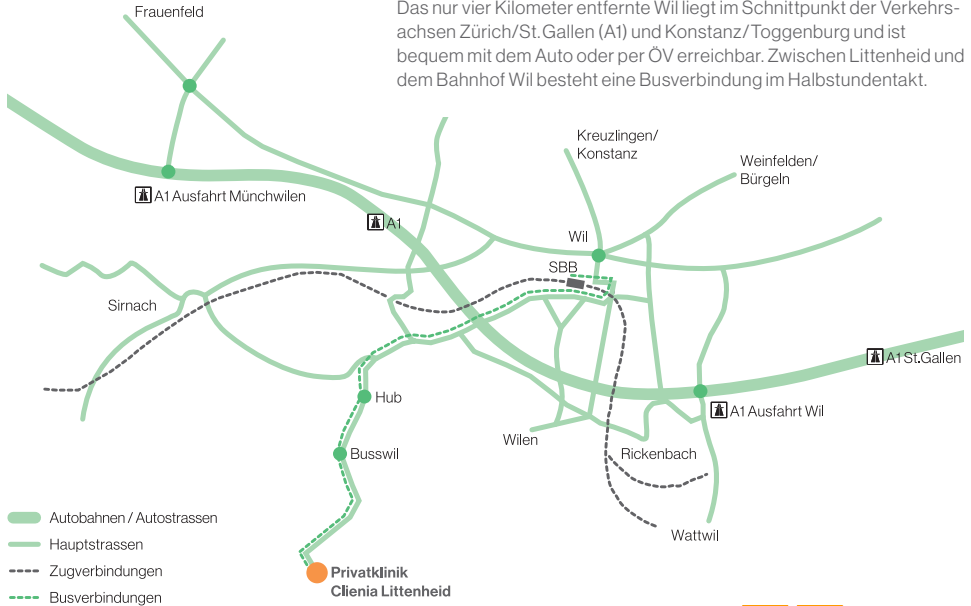 Das nur vier Kilometer entfernte Wil liegt im Schnittpunkt der Verkehrs-
achsen Zürich/St.Gallen (A1) und Konstanz/Toggenburg und ist
bequem mit dem Auto oder per ÖV erreichbar. Zwischen Littenheid und
dem Bahnhof Wil besteht eine Busverbindung im Halbstundentakt.
Frauenfeld
Kreuzlingen/
Konstanz
Weinfelden/
Bürgeln
A1 Ausfahrt Münchwilen
A1
Wil
SBB
Sirnach
A1 St.Gallen
Hub
A1 Ausfahrt Wil
Wilen
Rickenbach
Busswil
Wattwil
Autobahnen / Autostrassen
Hauptstrassen
Zugverbindungen
Busverbindungen
Privatklinik
Clienia Littenheid